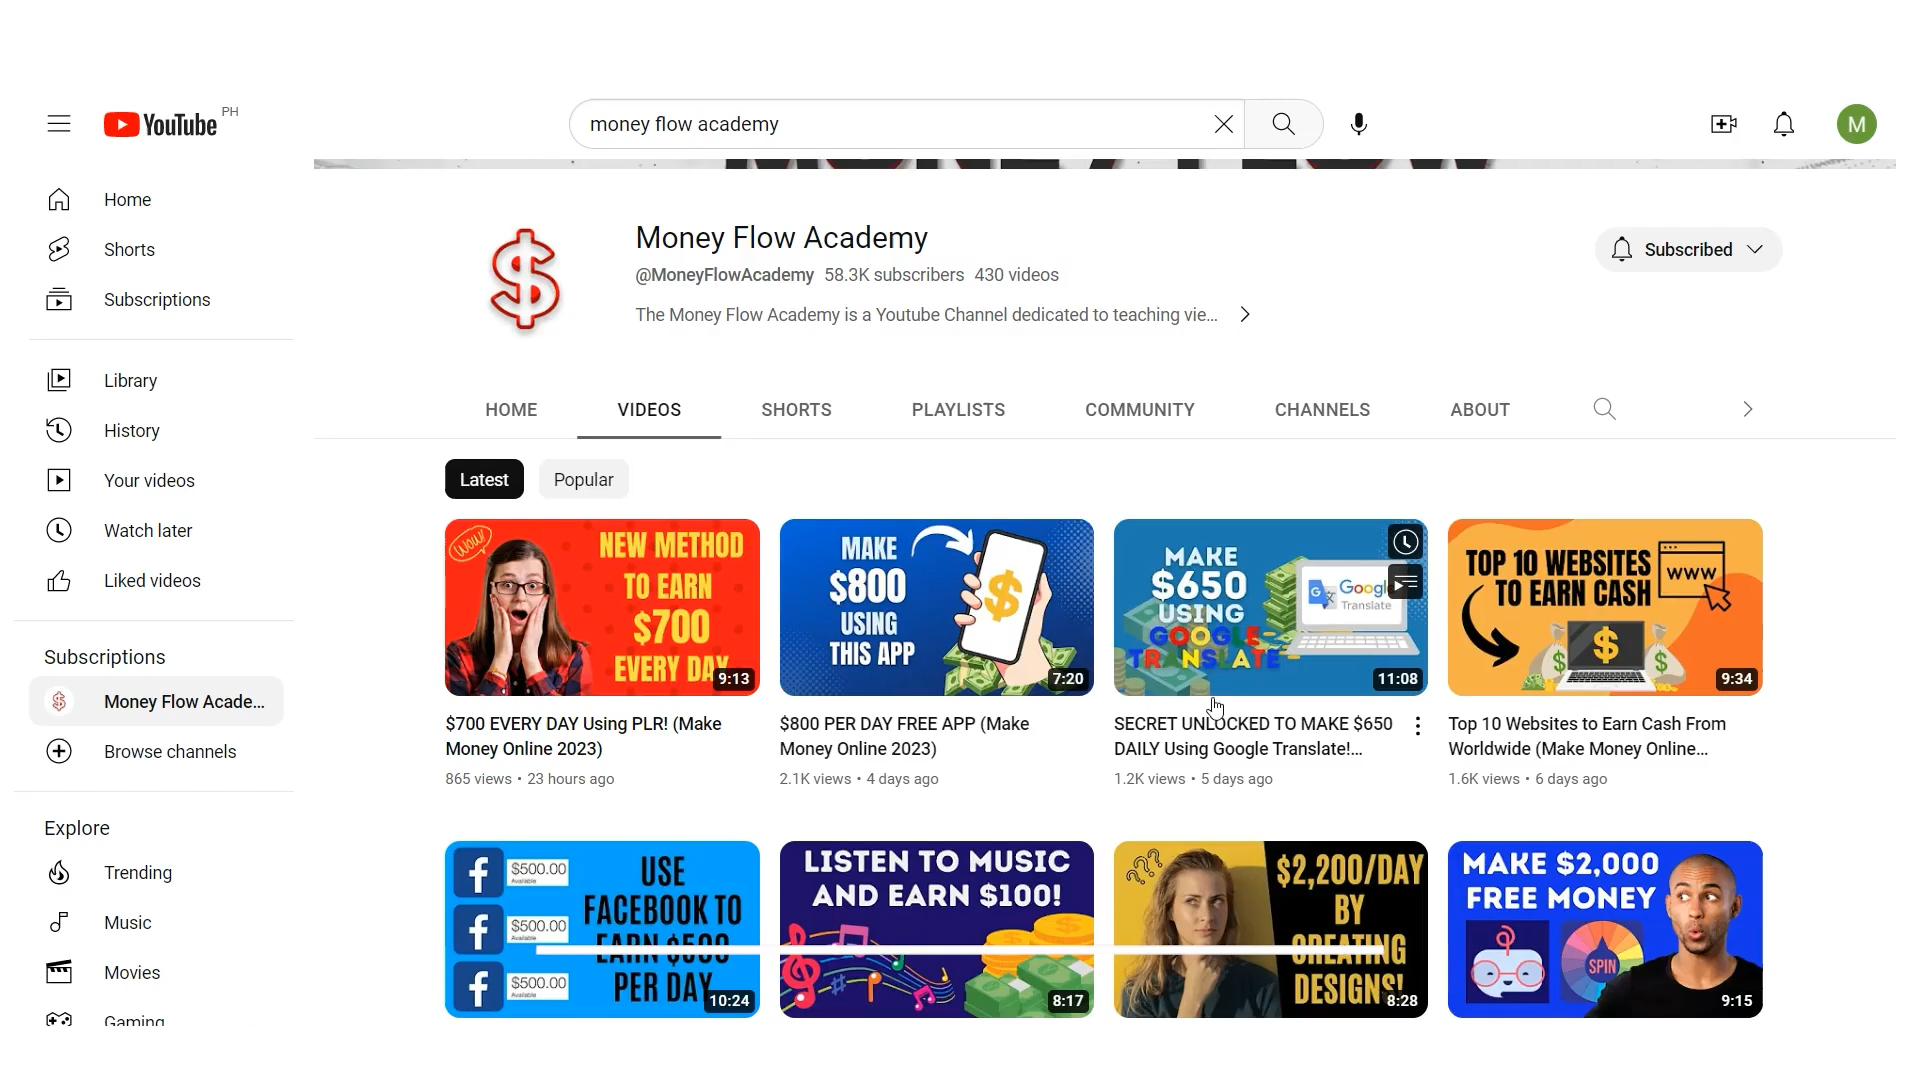 YouTube PH
money flow academy
M
Home
Shorts
Subscriptions
Library
History
Your videos
Watch later
Liked videos
Subscriptions
Money Flow Acade...
Browse channels
Explore
Trending
Music
Movies
Gaming
Money Flow Academy
@MoneyFlowAcademy 58.3K subscribers 430 videos
The Money Flow Academy is a Youtube Channel dedicated to teaching vie...
Subscribed
HOME VIDEOS SHORTS PLAYLISTS COMMUNITY CHANNELS ABOUT
Latest Popular
WOW!
NEW METHOD
TO EARN
$700
EVERY DAY
9:13
$700 EVERY DAY Using PLR! (Make
Money Online 2023)
865 views • 23 hours ago
MAKE
$800
USING
THIS APP
7:20
$800 PER DAY FREE APP (Make
Money Online 2023)
2.1K views • 4 days ago
MAKE
$650
USING
GOOGLE
TRANSLATE
Google
Translate
11:08
SECRET UNLOCKED TO MAKE $650
DAILY Using Google Translate!...
1.2K views • 5 days ago
TOP 10 WEBSITES
TO EARN CASH
WWW
9:34
Top 10 Websites to Earn Cash From
Worldwide (Make Money Online...
1.6K views • 6 days ago
$500.00
Available
$500.00
Available
$500.00
Available
USE
FACEBOOK TO
EARN $500
PER DAY
10:24
LISTEN TO MUSIC
AND EARN $100!
8:17
???
$2,200/DAY
BY
CREATING
DESIGNS!
8:28
MAKE $2,000
FREE MONEY
SPIN
9:15